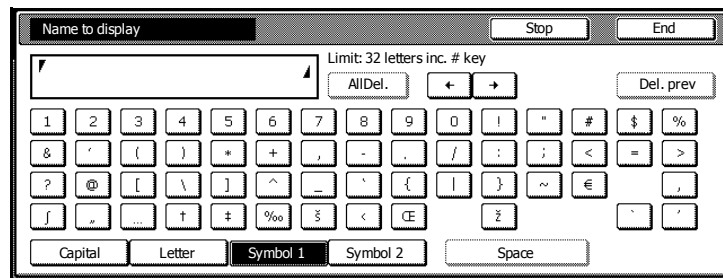 Name to display Stop End
Limit: 32 letters inc. # key
AllDel. ← → Del. prev
1 2 3 4 5 6 7 8 9 0 ! " # $ %
& ´ ( ) * + , - . / : ; < = >
? @ [ \ ] ^ _ ` { | } ~ € ,
ʃ „ … † ‡ ‰ š ‹ Œ ž ` ´
Capital Letter Symbol 1 Symbol 2 Space